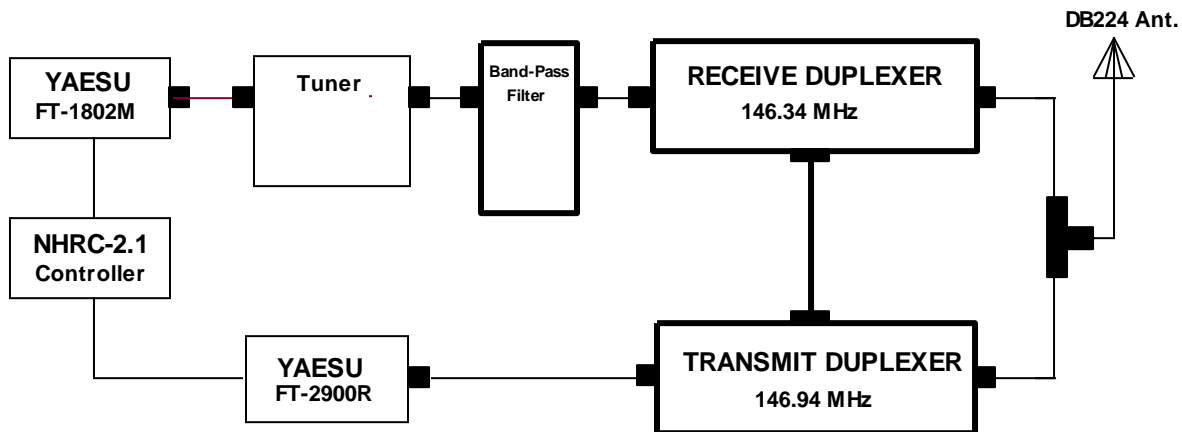 DB224 Ant.
YAESU
FT-1802M
Tuner
Band-Pass
Filter
RECEIVE DUPLEXER
146.34 MHz
NHRC-2.1
Controller
YAESU
FT-2900R
TRANSMIT DUPLEXER
146.94 MHz